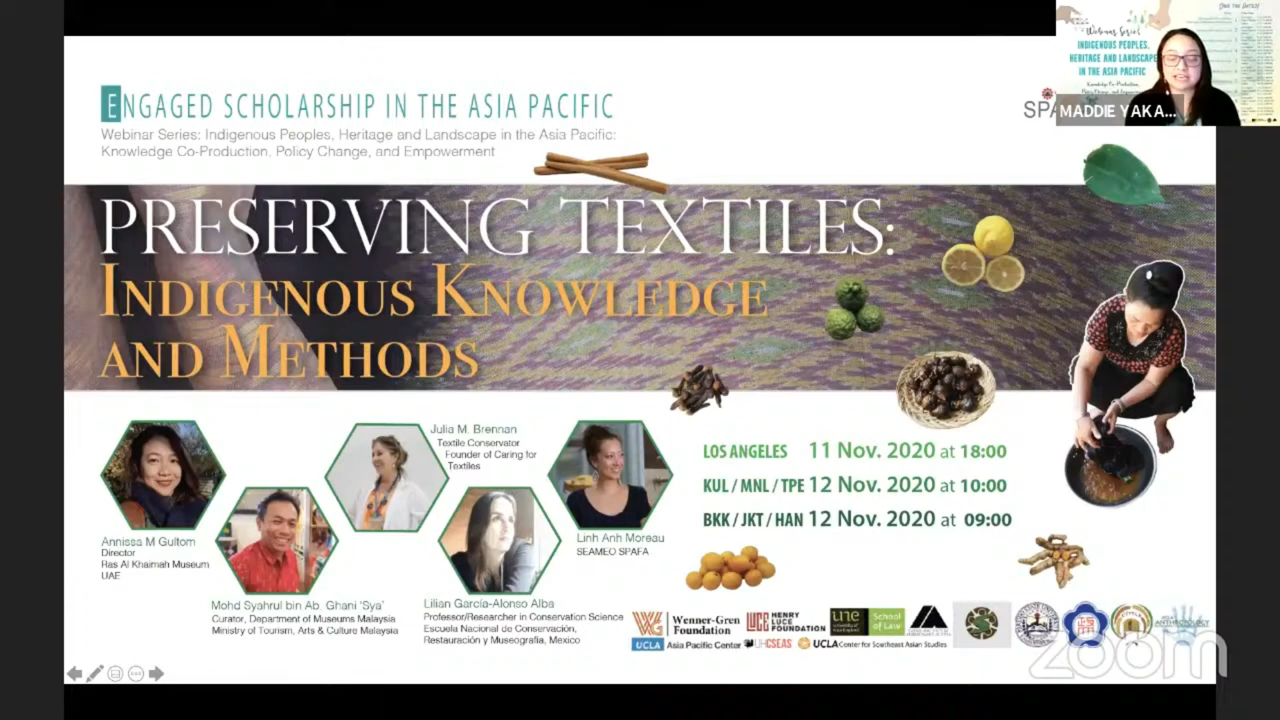 ENGAGED SCHOLARSHIP IN THE ASIA PACIFIC
Webinar Series: Indigenous Peoples, Heritage and Landscape in the Asia Pacific:
Knowledge Co-Production, Policy Change, and Empowerment
Webinar Series
INDIGENOUS PEOPLES,
HERITAGE AND LANDSCAPE
IN THE ASIA PACIFIC
SPA
MADDIE YAKA...
PRESERVING TEXTILES:
INDIGENOUS KNOWLEDGE
AND METHODS
Annissa M Gultom
Director
Ras Al Khaimah Museum
UAE
Mohd Syahrul bin Ab. Ghani 'Sya'
Curator, Department of Museums Malaysia
Ministry of Tourism, Arts & Culture Malaysia
Julia M. Brennan
Textile Conservator
Founder of Caring for
Textiles
Lilian García-Alonso Alba
Professor/Researcher in Conservation Science
Escuela Nacional de Conservación,
Restauración y Museografía, México
Linh Anh Moreau
SEAMEO SPAFA
LOS ANGELES 11 Nov. 2020 at 18:00
KUL / MNL / TPE 12 Nov. 2020 at 10:00
BKK / JKT / HAN 12 Nov. 2020 at 09:00
Wenner-Gren
Foundation
LUCE HENRY
LUCE
FOUNDATION
une
School
of Law
UCLA Asia Pacific Center
UHCSEAS
UCLA Center for Southeast Asian Studies
zoom